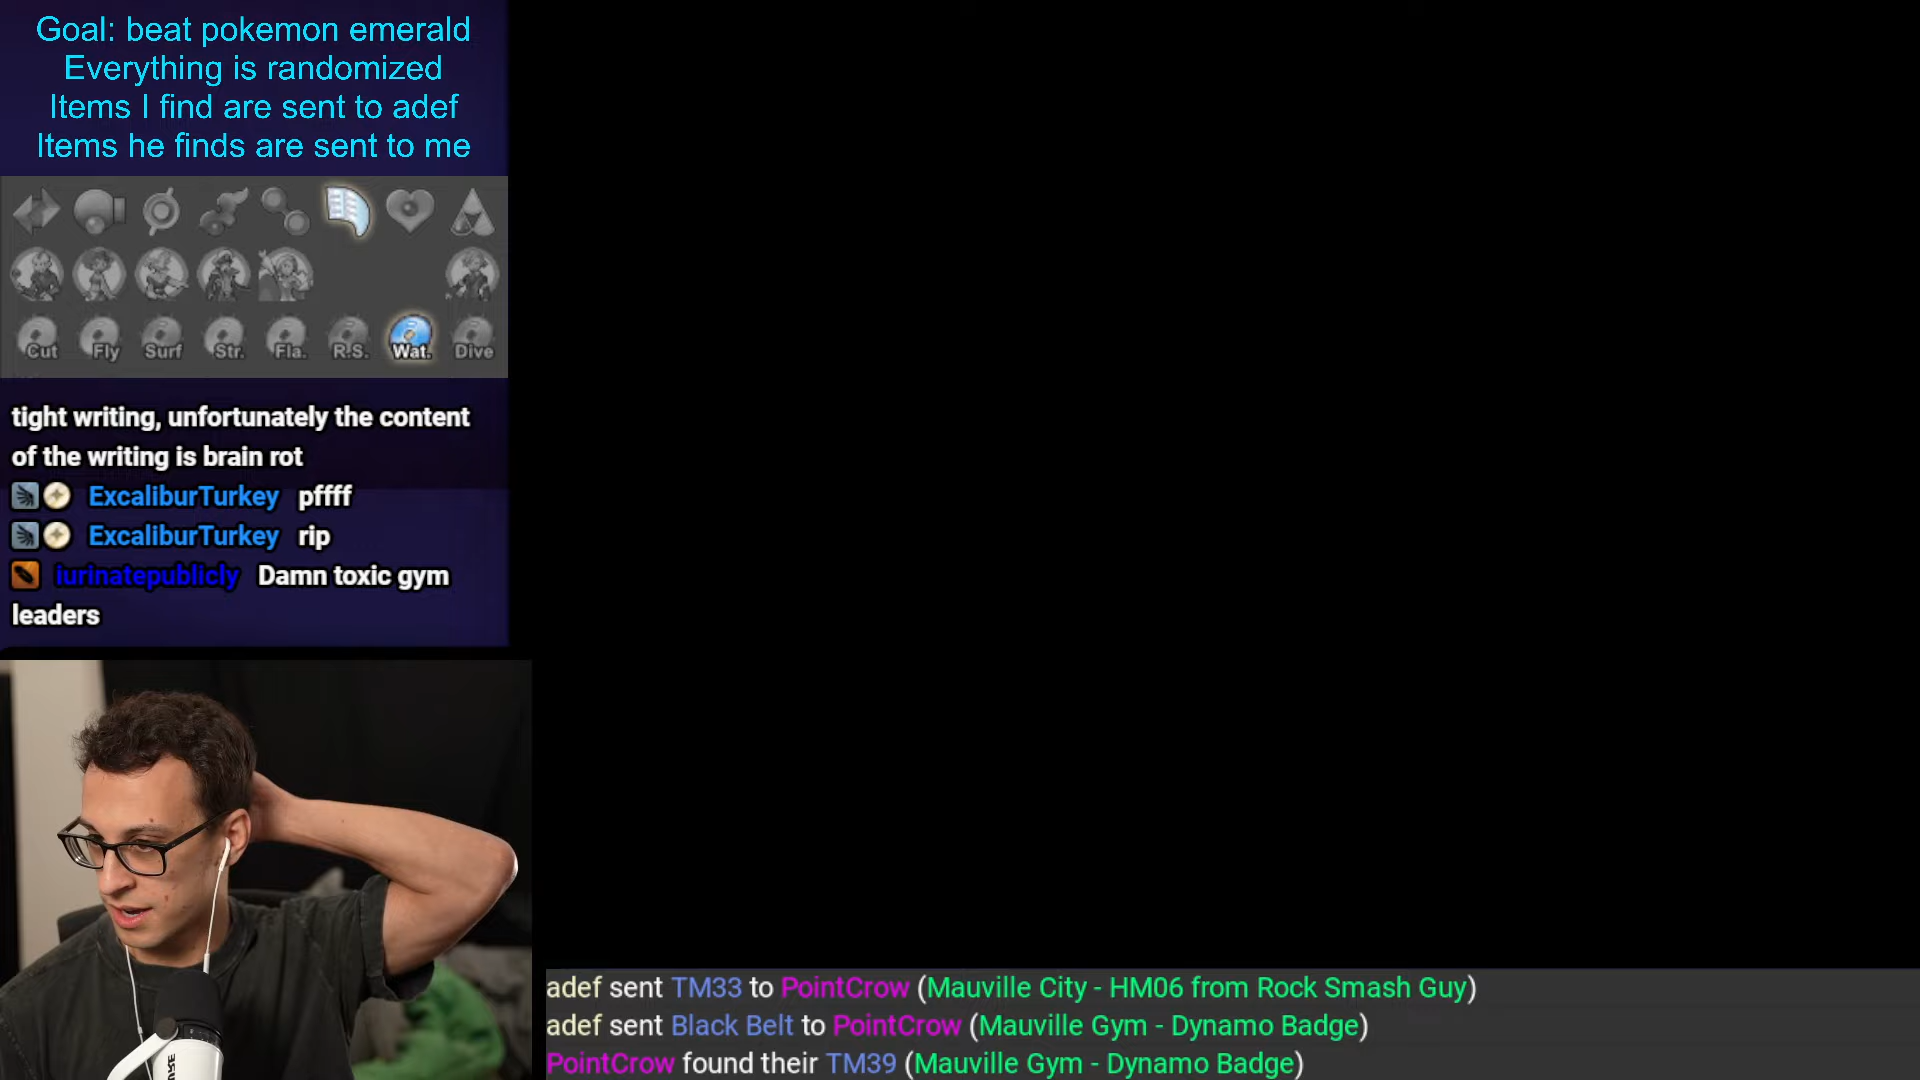 Goal: beat pokemon emerald
Everything is randomized
Items I find are sent to adef
Items he finds are sent to me
Cut Fly Surf Str. Fla. R.S. Wat. Dive
tight writing, unfortunately the content
of the writing is brain rot
ExcaliburTurkey pffff
ExcaliburTurkey rip
iurinatepublicly Damn toxic gym
leaders
adef sent TM33 to PointCrow (Mauville City - HM06 from Rock Smash Guy)
adef sent Black Belt to PointCrow (Mauville Gym - Dynamo Badge)
PointCrow found their TM39 (Mauville Gym - Dynamo Badge)